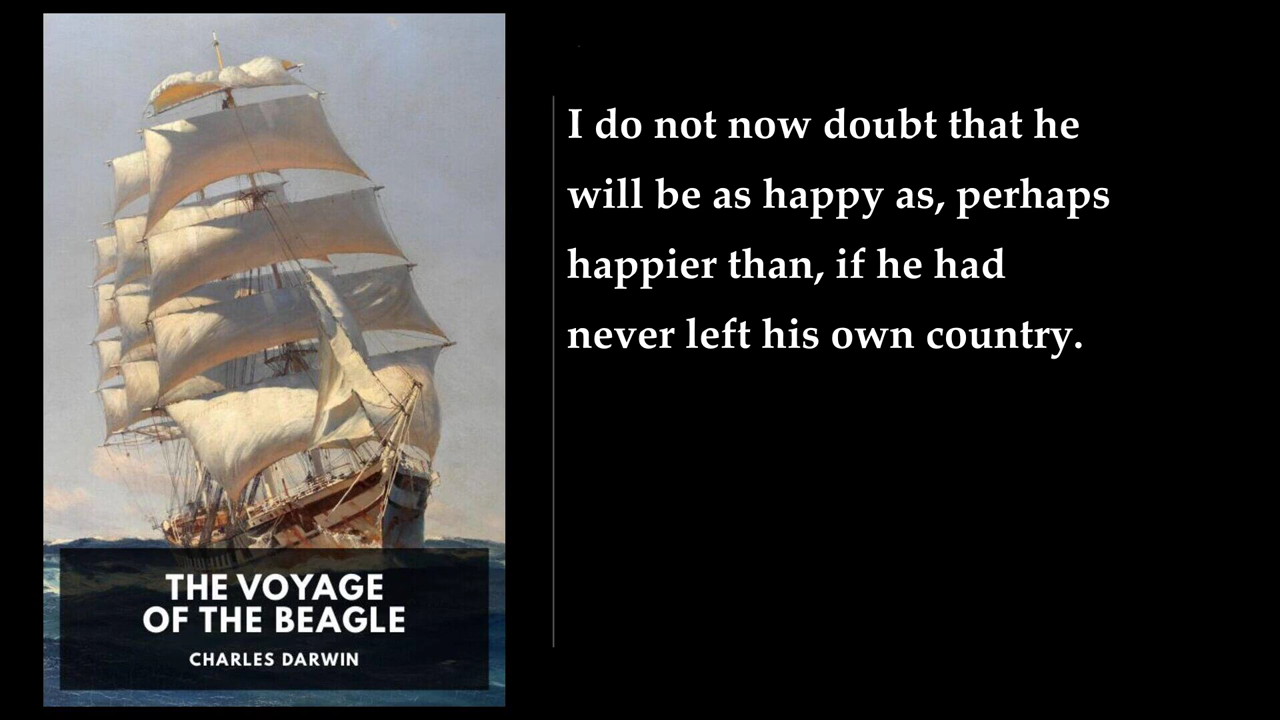 THE VOYAGE
OF THE BEAGLE
CHARLES DARWIN
I do not now doubt that he
will be as happy as, perhaps
happier than, if he had
never left his own country.